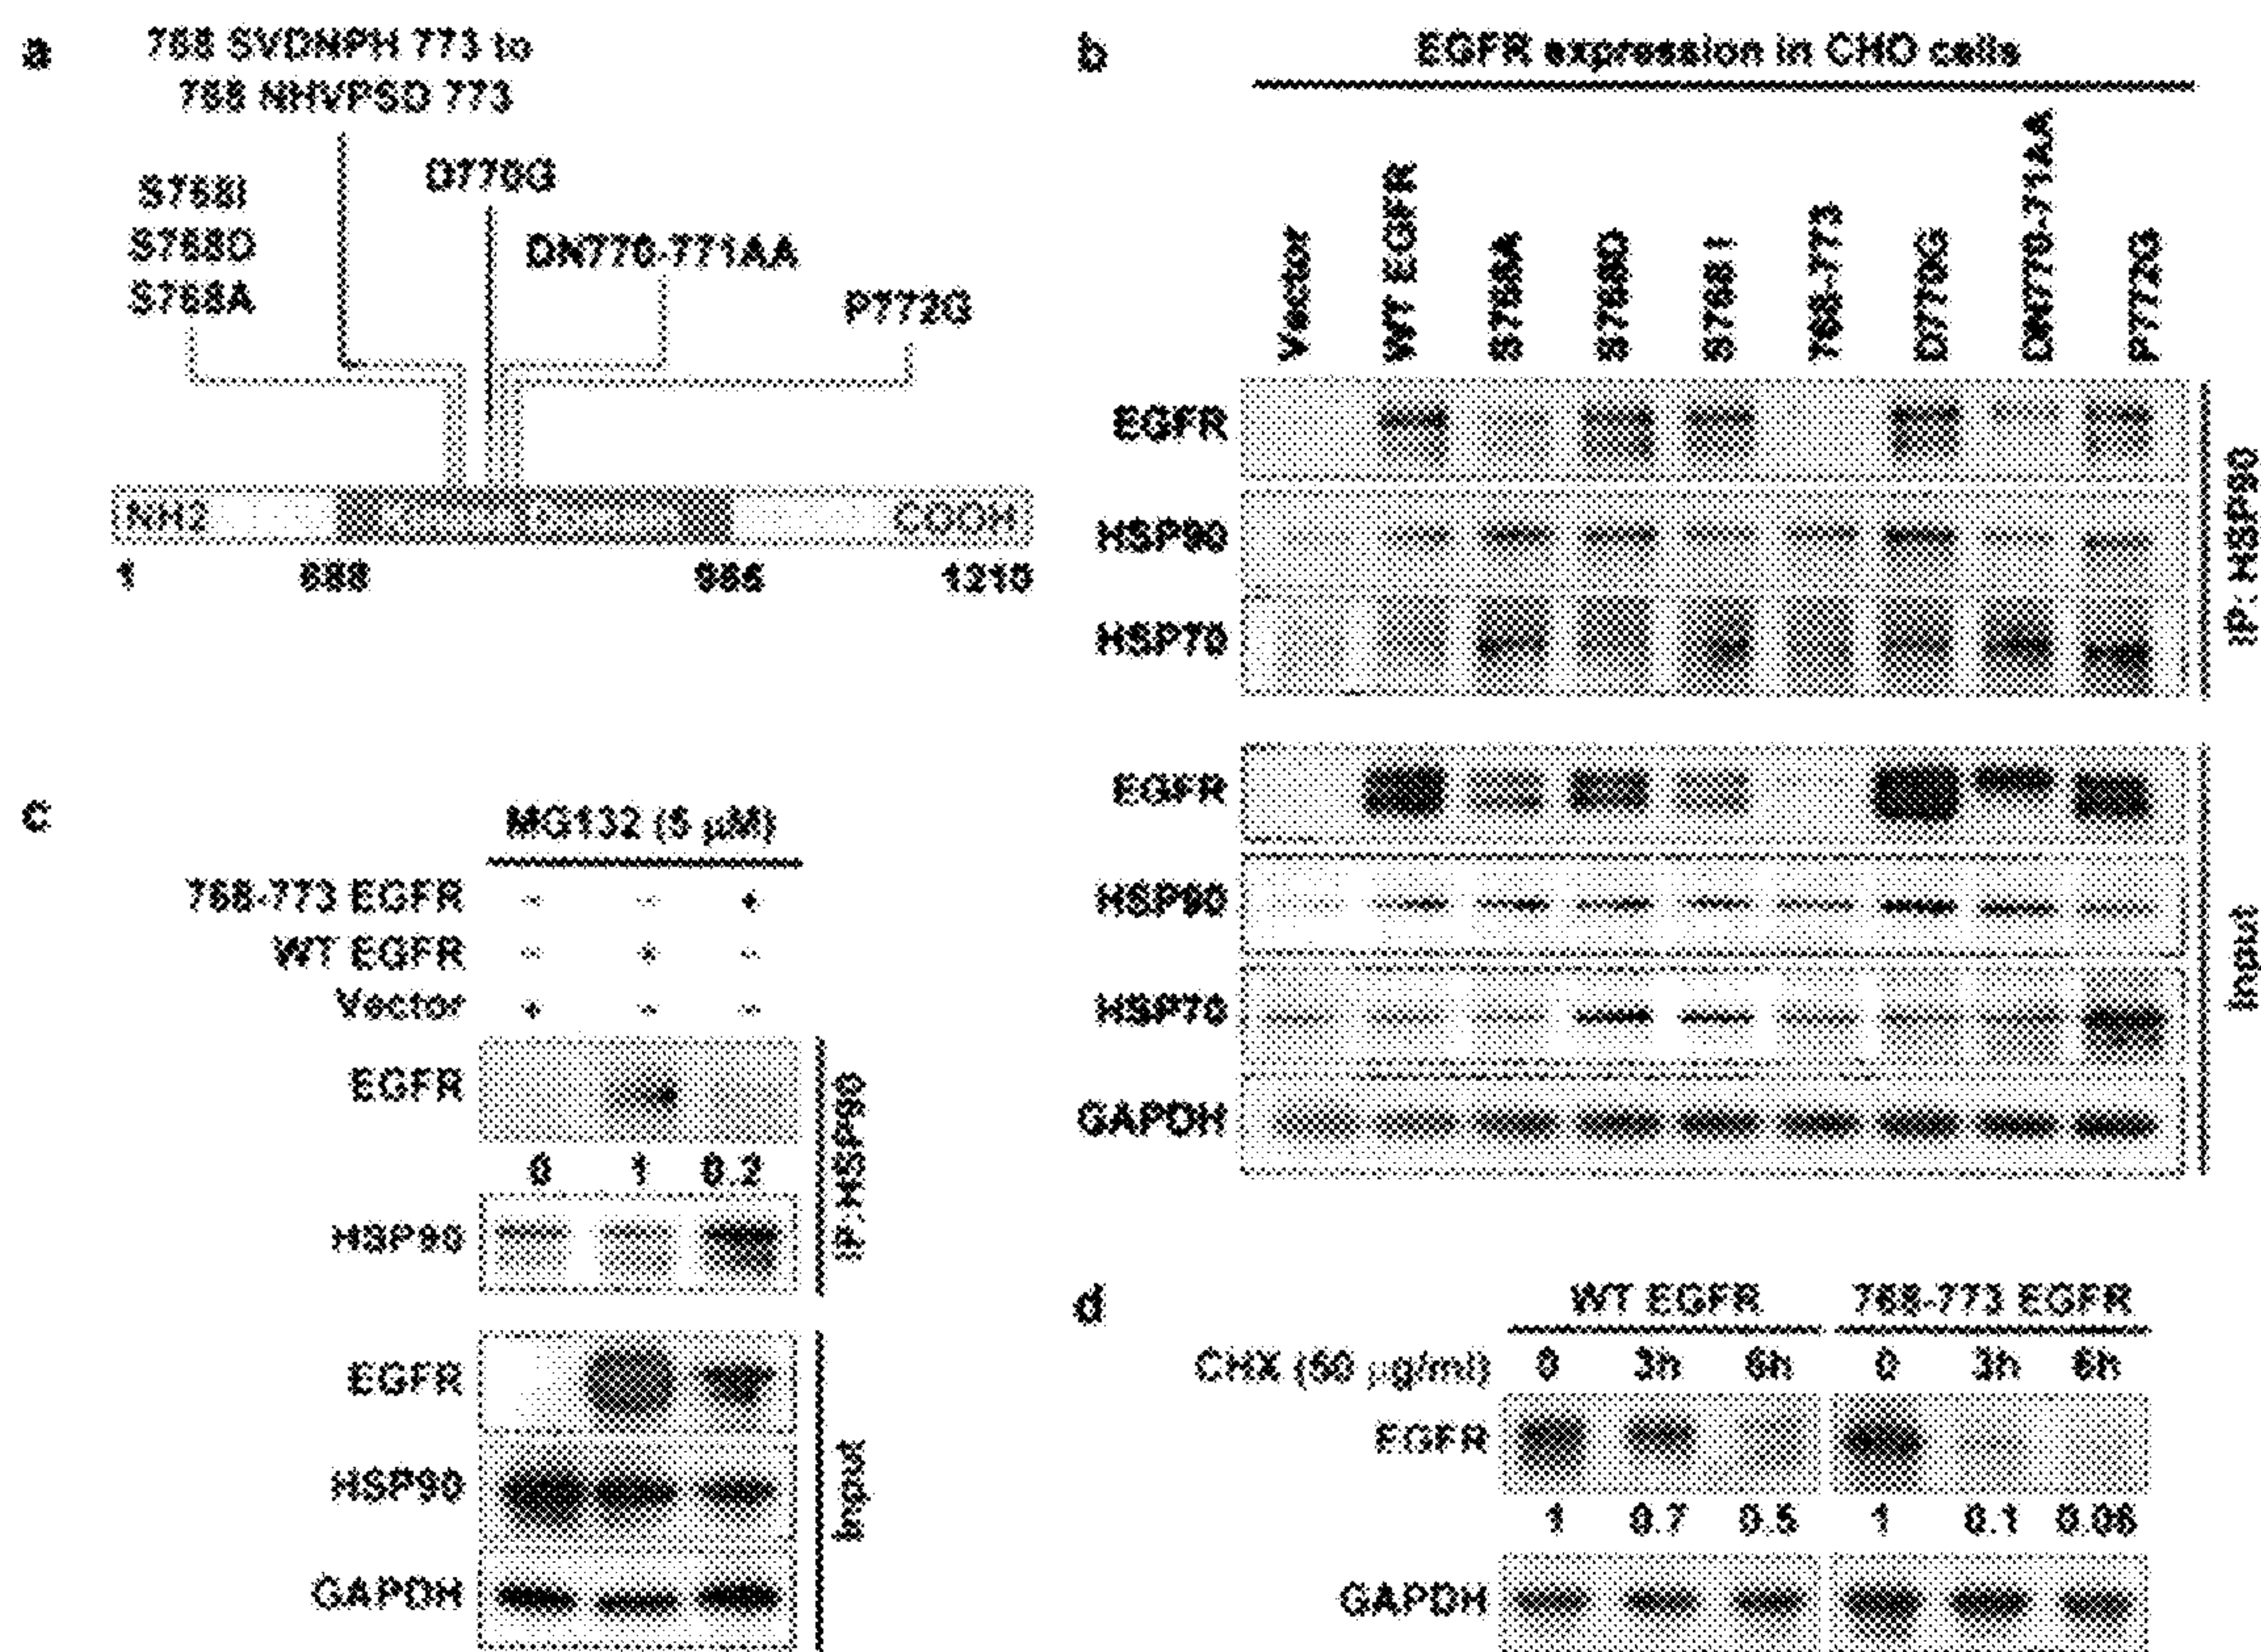 a
768 SVDNPH 773 to
768 NHVPSD 773
S768I
S768D
S768A
D770G
DN770-771AA
P772G
NH2
COOH
1
688
955
1210
b
EGFR expression in CHO cells
Vector
WT EGFR
S768A
S768D
S768 I
768-773
D770G
DN770-71AA
P772G
EGFR
HSP90
HSP70
IP: HSP90
EGFR
HSP90
HSP70
GAPDH
Input
c
MG132 (5 µM)
768-773 EGFR - - +
WT EGFR - + -
Vector + - -
EGFR
0 1 0.2
HSP90
IP:HSP90
EGFR
HSP90
GAPDH
Input
d
WT EGFR 768-773 EGFR
CHX (50 µg/ml) 0 3h 6h 0 3h 6h
EGFR
1 0.7 0.5 1 0.1
GAPDH